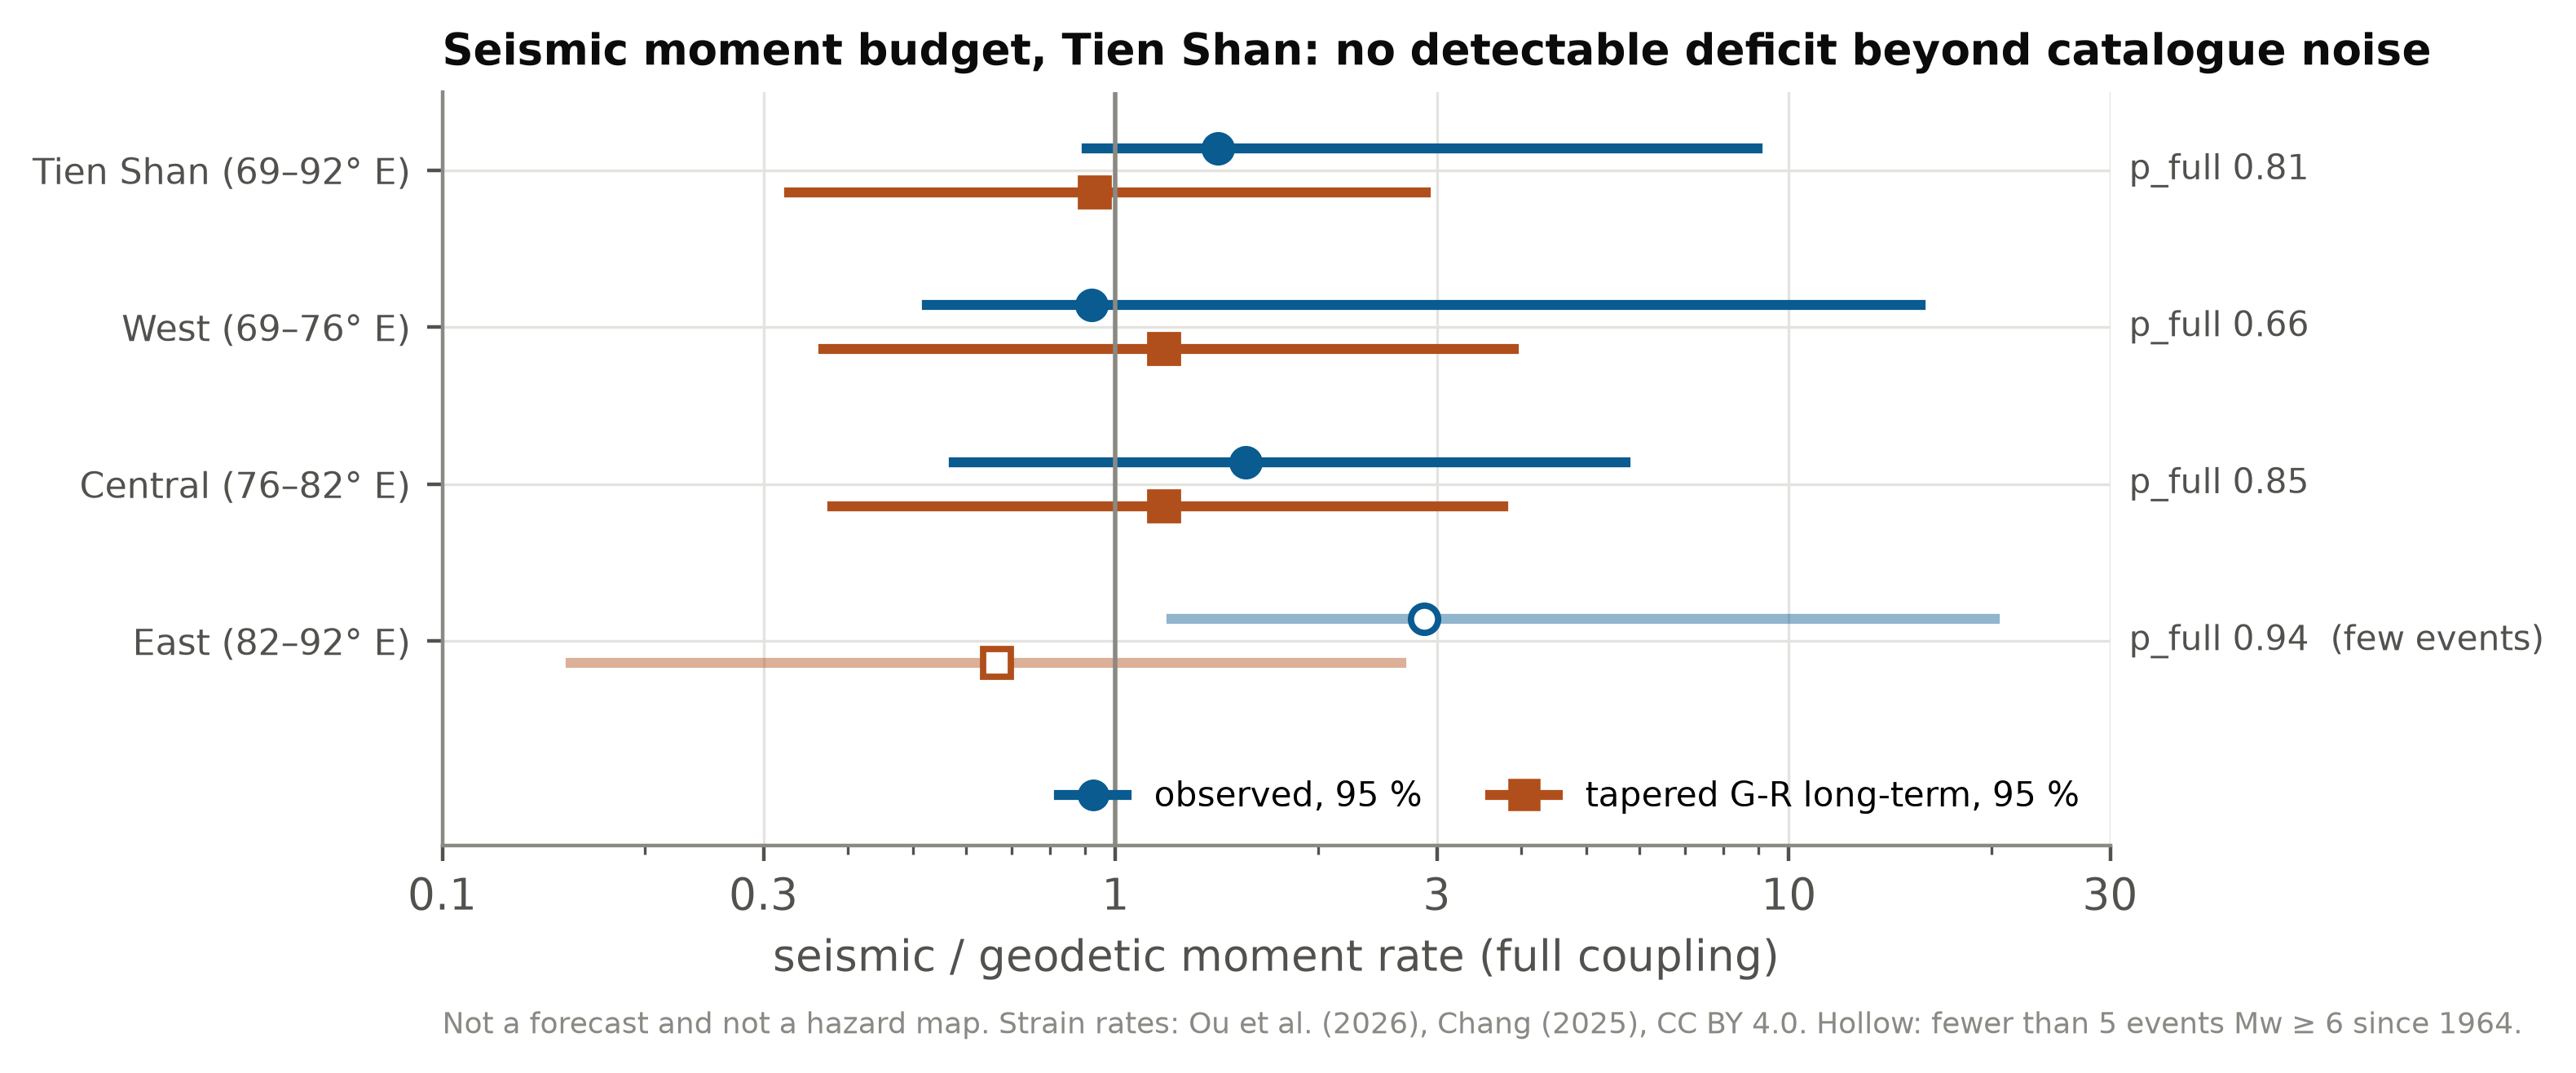 Seismic moment budget, Tien Shan: no detectable deficit beyond catalogue noise
Tien Shan (69–92° E)
p_full 0.81
West (69–76° E)
p_full 0.66
Central (76–82° E)
p_full 0.85
East (82–92° E)
p_full 0.94 (few events)
observed, 95 %
tapered G-R long-term, 95 %
0.1 0.3 1 3 10 30
seismic / geodetic moment rate (full coupling)
Not a forecast and not a hazard map. Strain rates: Ou et al. (2026), Chang (2025), CC BY 4.0. Hollow: fewer than 5 events Mw ≥ 6 since 1964.